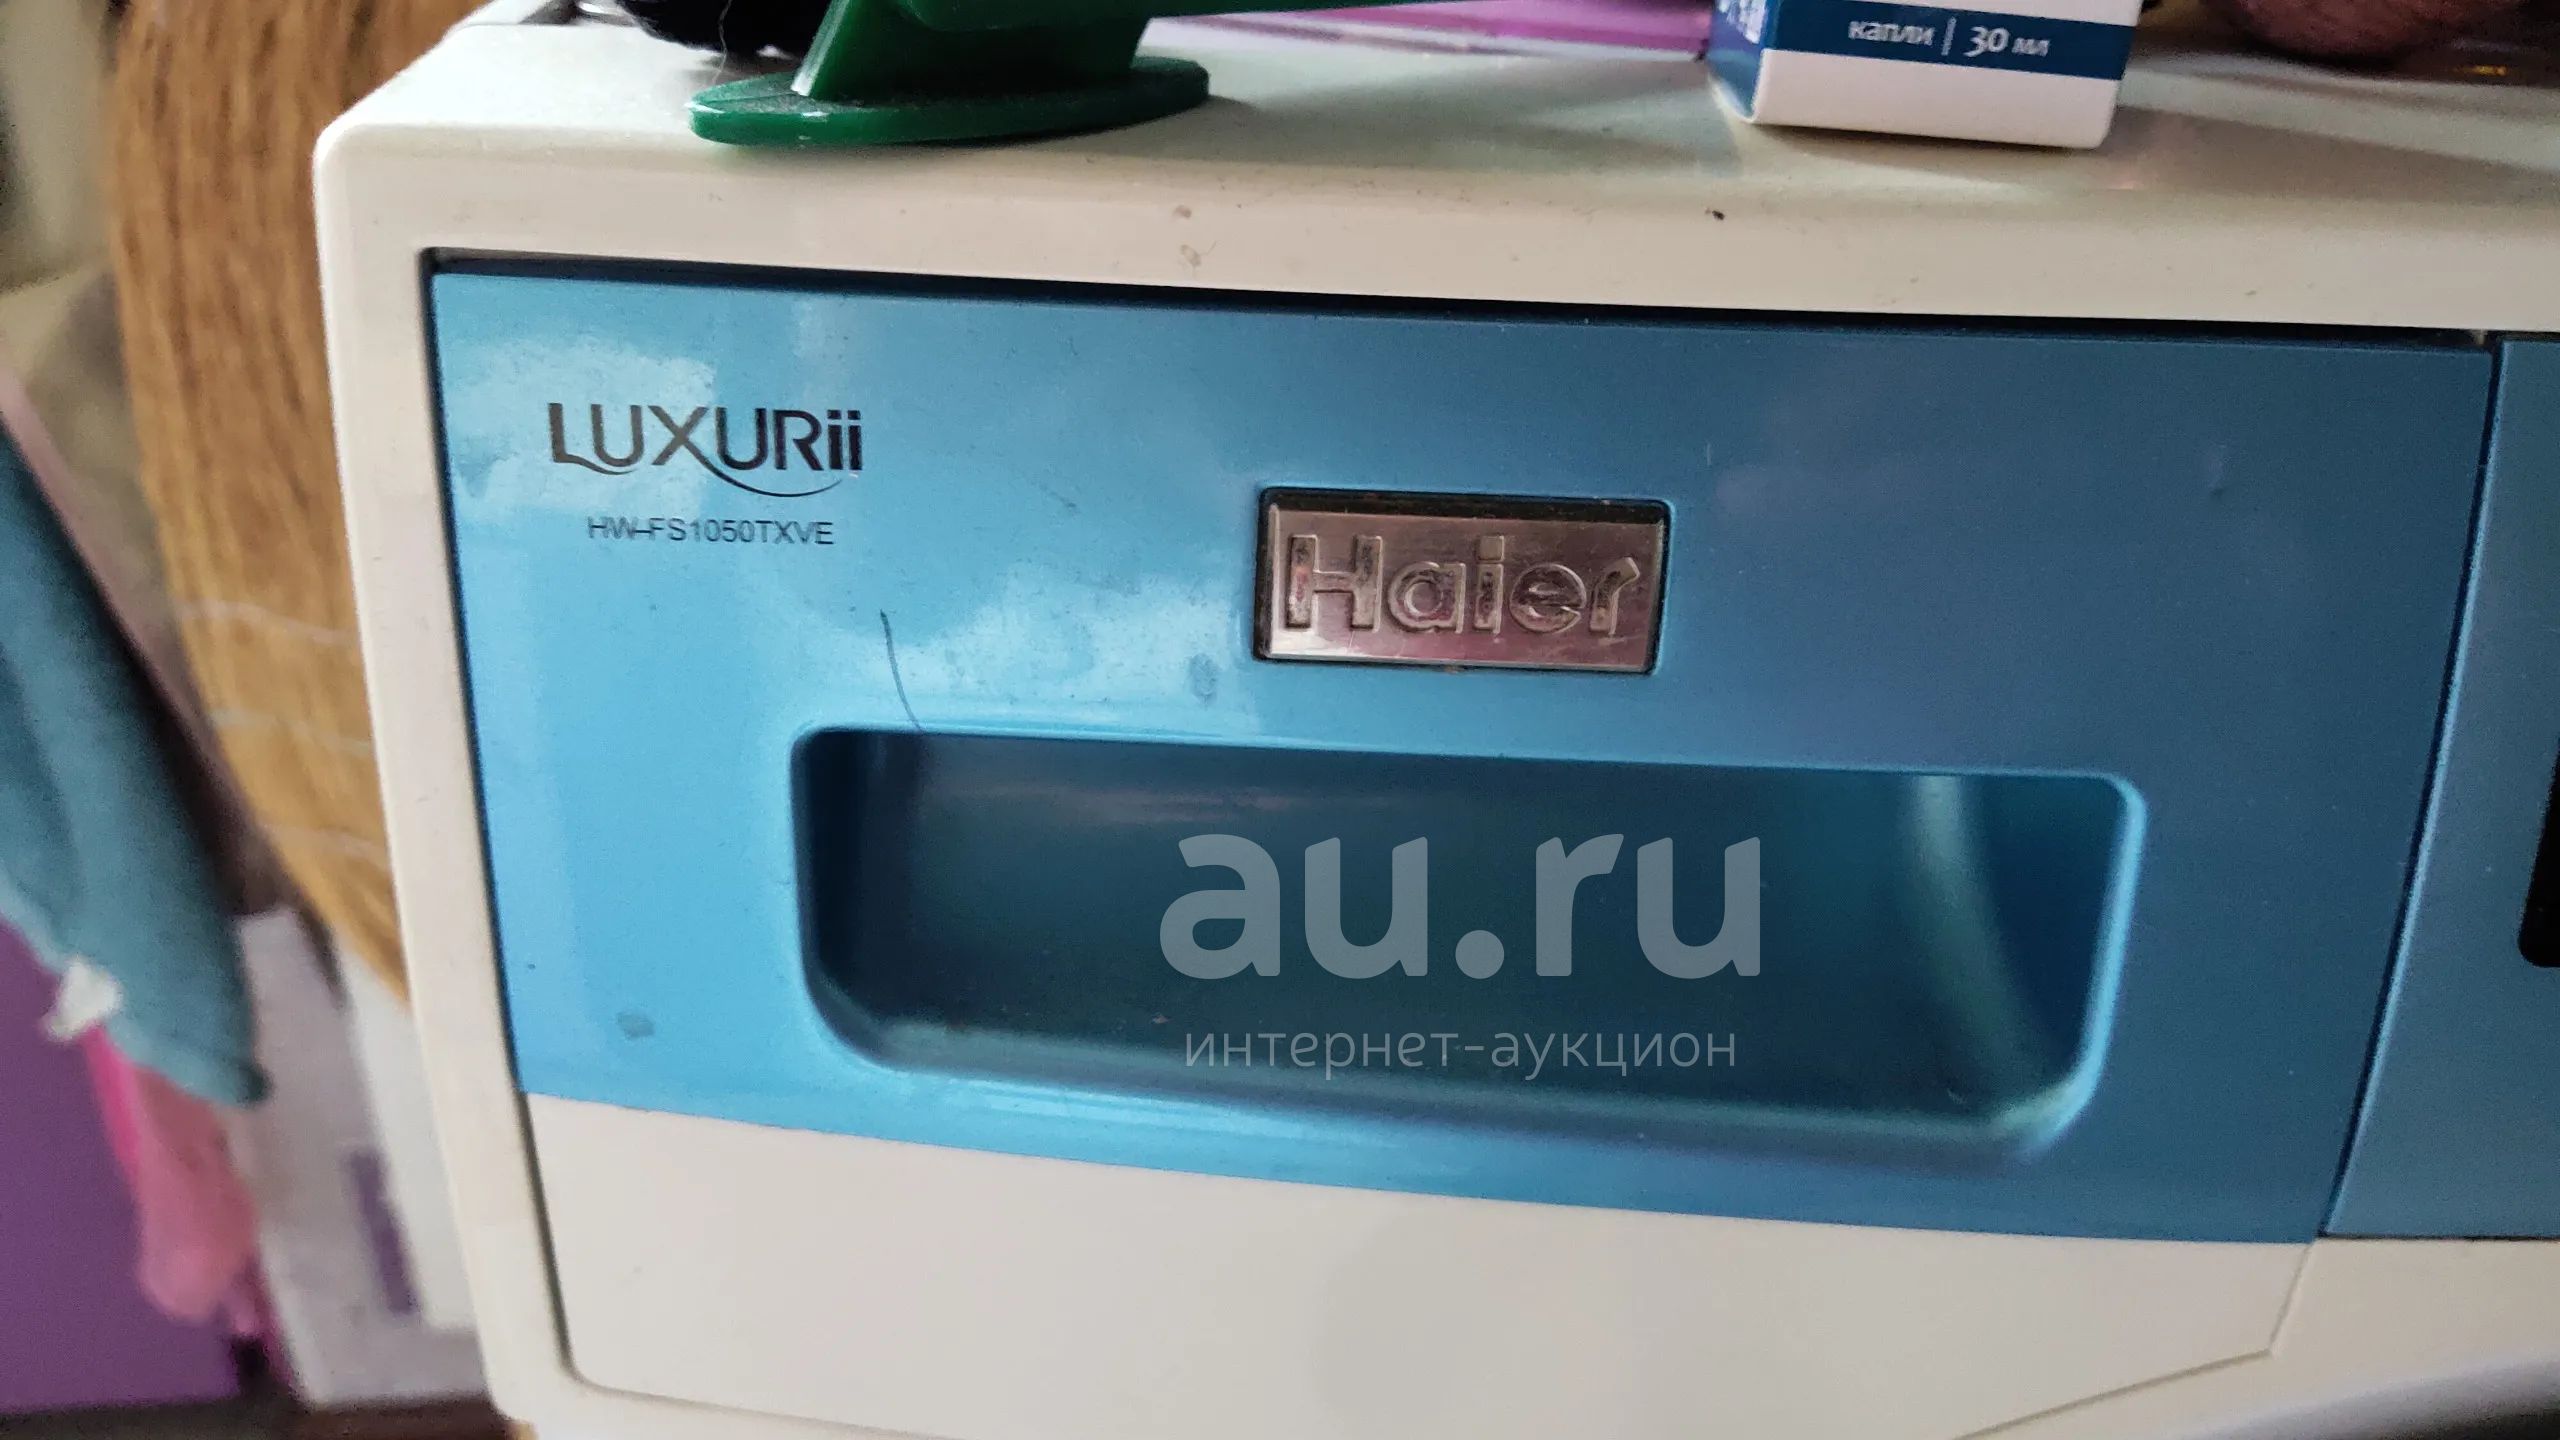 капли | 30 мл
LUXURii
HW-FS1050TXVE
Haier
au.ru
интернет-аукцион